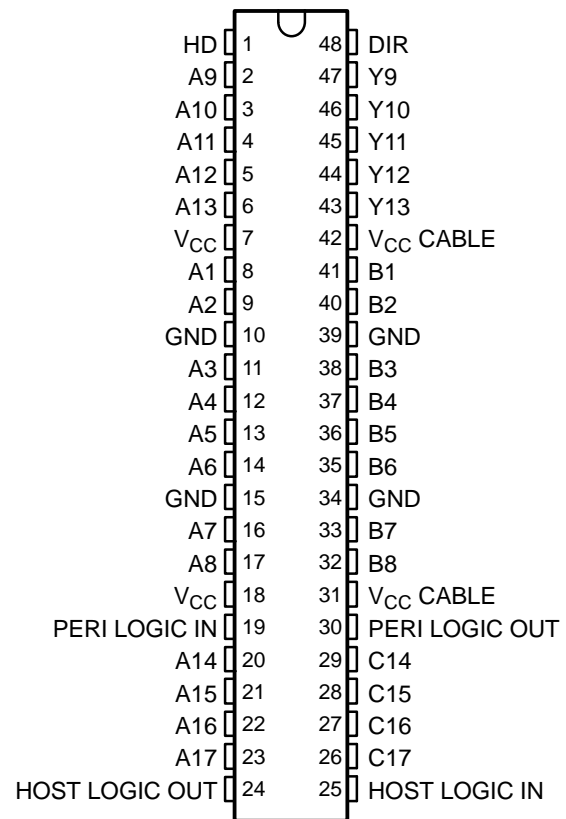 HD 1 48 DIR
A9 2 47 Y9
A10 3 46 Y10
A11 4 45 Y11
A12 5 44 Y12
A13 6 43 Y13
VCC 7 42 VCC CABLE
A1 8 41 B1
A2 9 40 B2
GND 10 39 GND
A3 11 38 B3
A4 12 37 B4
A5 13 36 B5
A6 14 35 B6
GND 15 34 GND
A7 16 33 B7
A8 17 32 B8
VCC 18 31 VCC CABLE
PERI LOGIC IN 19 30 PERI LOGIC OUT
A14 20 29 C14
A15 21 28 C15
A16 22 27 C16
A17 23 26 C17
HOST LOGIC OUT 24 25 HOST LOGIC IN